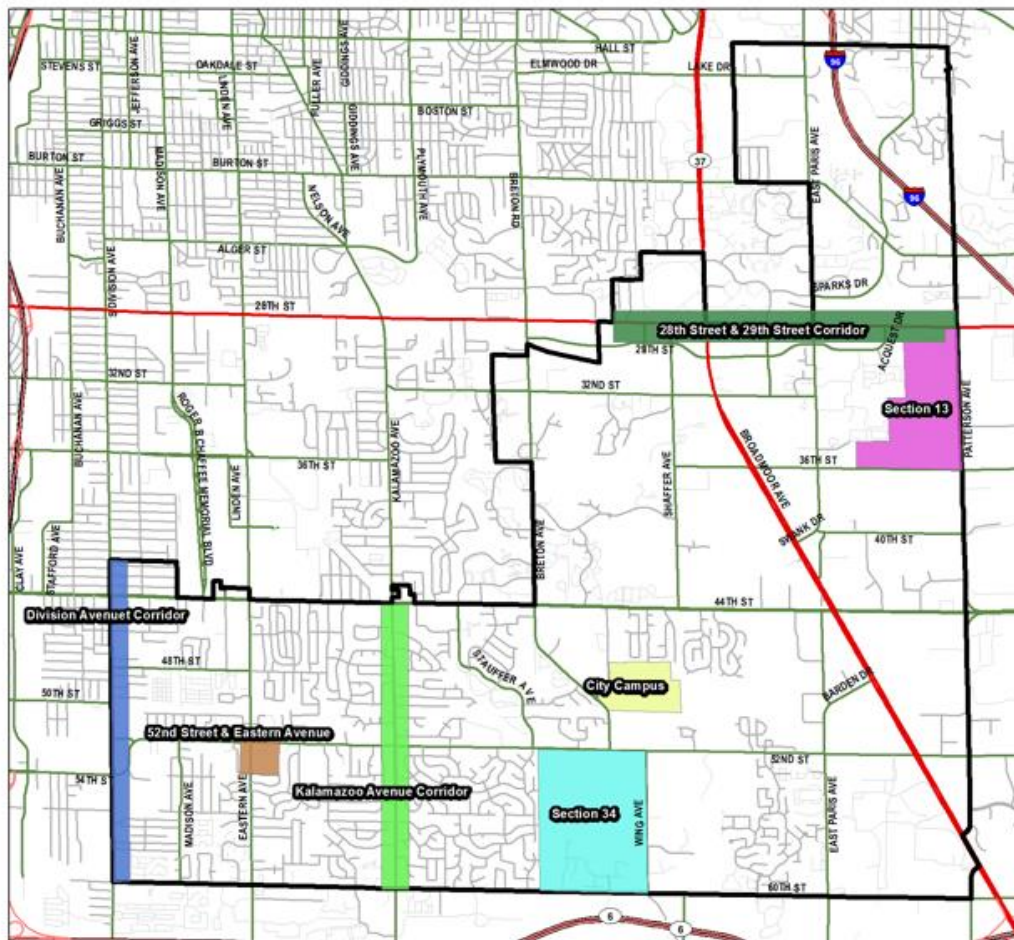 HALL ST
STEVENS ST
OAKDALE ST
ELMWOOD DR
LAKE DR
96
JEFFERSON AVE
LINDEN AVE
FULLER AVE
GIDDINGS AVE
GIDDINGS AVE
BOSTON ST
GRIGGS ST
BURTON ST
BURTON ST
MADISON AVE
PLYMOUTH AVE
37
EAST PARIS AVE
96
BUCHANAN AVE
NELSON AVE
BRETON RD
ALGER ST
S DIVISION AVE
SPARKS DR
28TH ST
28th Street & 29th Street Corridor
28TH ST
ACQUEST DR
32ND ST
32ND ST
BUCHANAN AVE
ROGER B CHAFFEE MEMORIAL BLVD
KALAMAZOO AVE
Section 13
PATTERSON AVE
36TH ST
36TH ST
LINDEN AVE
SHAFFER AVE
BROADMOOR AVE
SWANK DR
40TH ST
CLAY AVE
STAFFORD AVE
BRETON AVE
44TH ST
Division Avenuet Corridor
48TH ST
STAUFFER AVE
City Campus
BARDEN DR
50TH ST
52nd Street & Eastern Avenue
52ND ST
54TH ST
Kalamazoo Avenue Corridor
MADISON AVE
EASTERN AVE
Section 34
WING AVE
EAST PARIS AVE
60TH ST
6
6